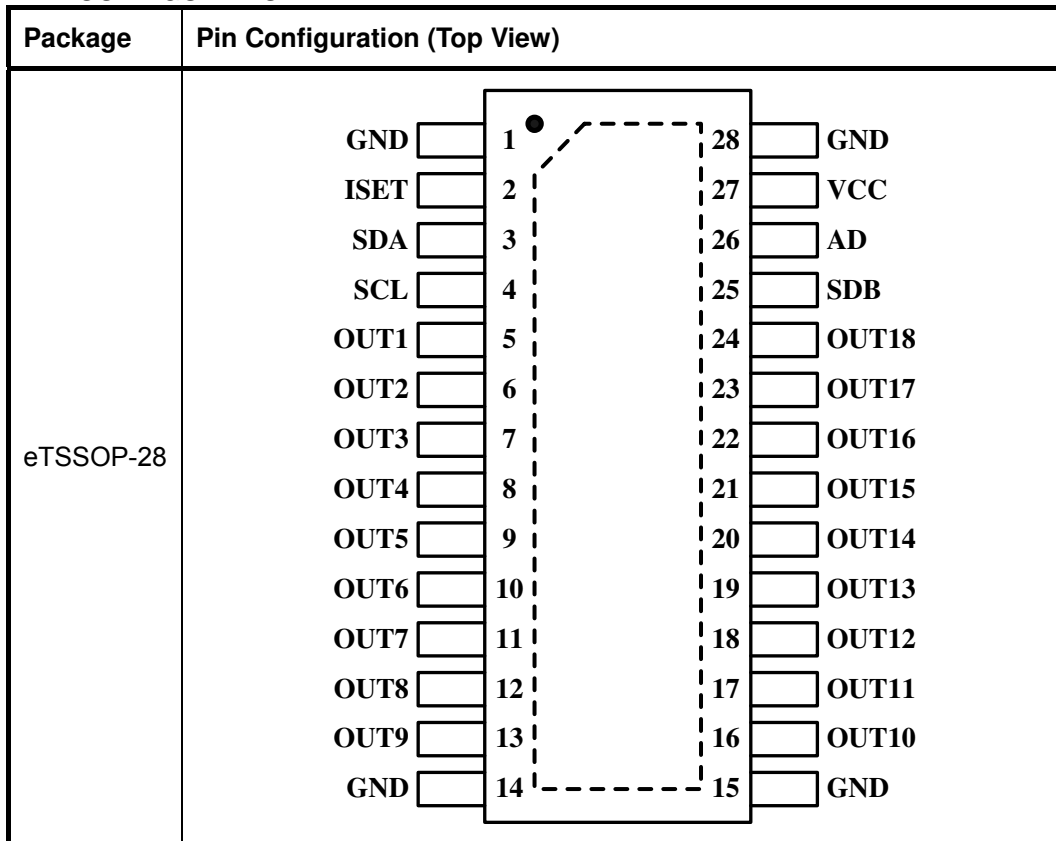 Package Pin Configuration (Top View)
eTSSOP-28
GND 1 28 GND
ISET 2 27 VCC
SDA 3 26 AD
SCL 4 25 SDB
OUT1 5 24 OUT18
OUT2 6 23 OUT17
OUT3 7 22 OUT16
OUT4 8 21 OUT15
OUT5 9 20 OUT14
OUT6 10 19 OUT13
OUT7 11 18 OUT12
OUT8 12 17 OUT11
OUT9 13 16 OUT10
GND 14 15 GND